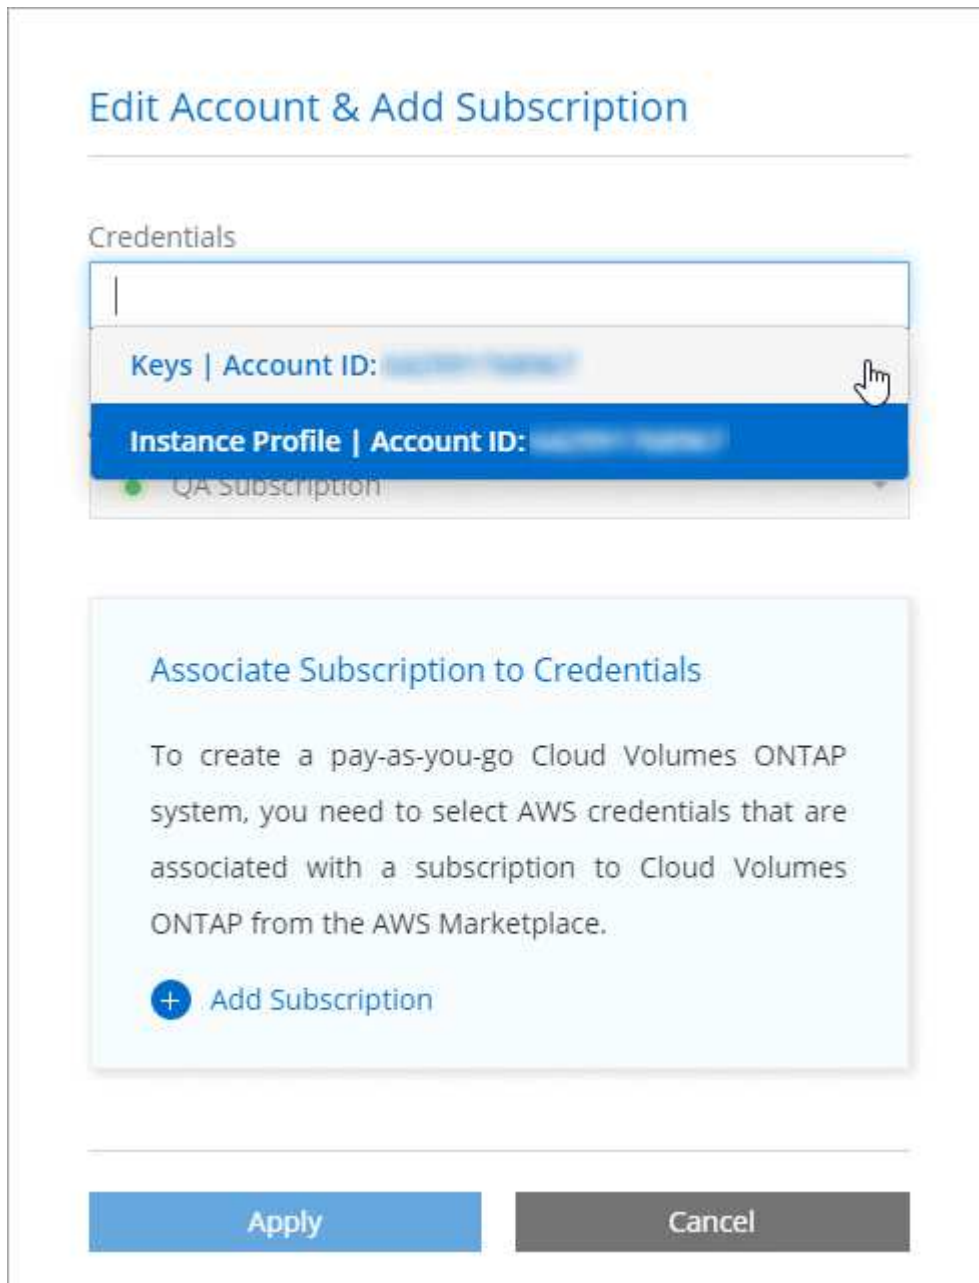 Edit Account & Add Subscription
Credentials
Keys | Account ID:
Instance Profile | Account ID:
QA Subscription
Associate Subscription to Credentials
To create a pay-as-you-go Cloud Volumes ONTAP
system, you need to select AWS credentials that are
associated with a subscription to Cloud Volumes
ONTAP from the AWS Marketplace.
Add Subscription
Apply
Cancel